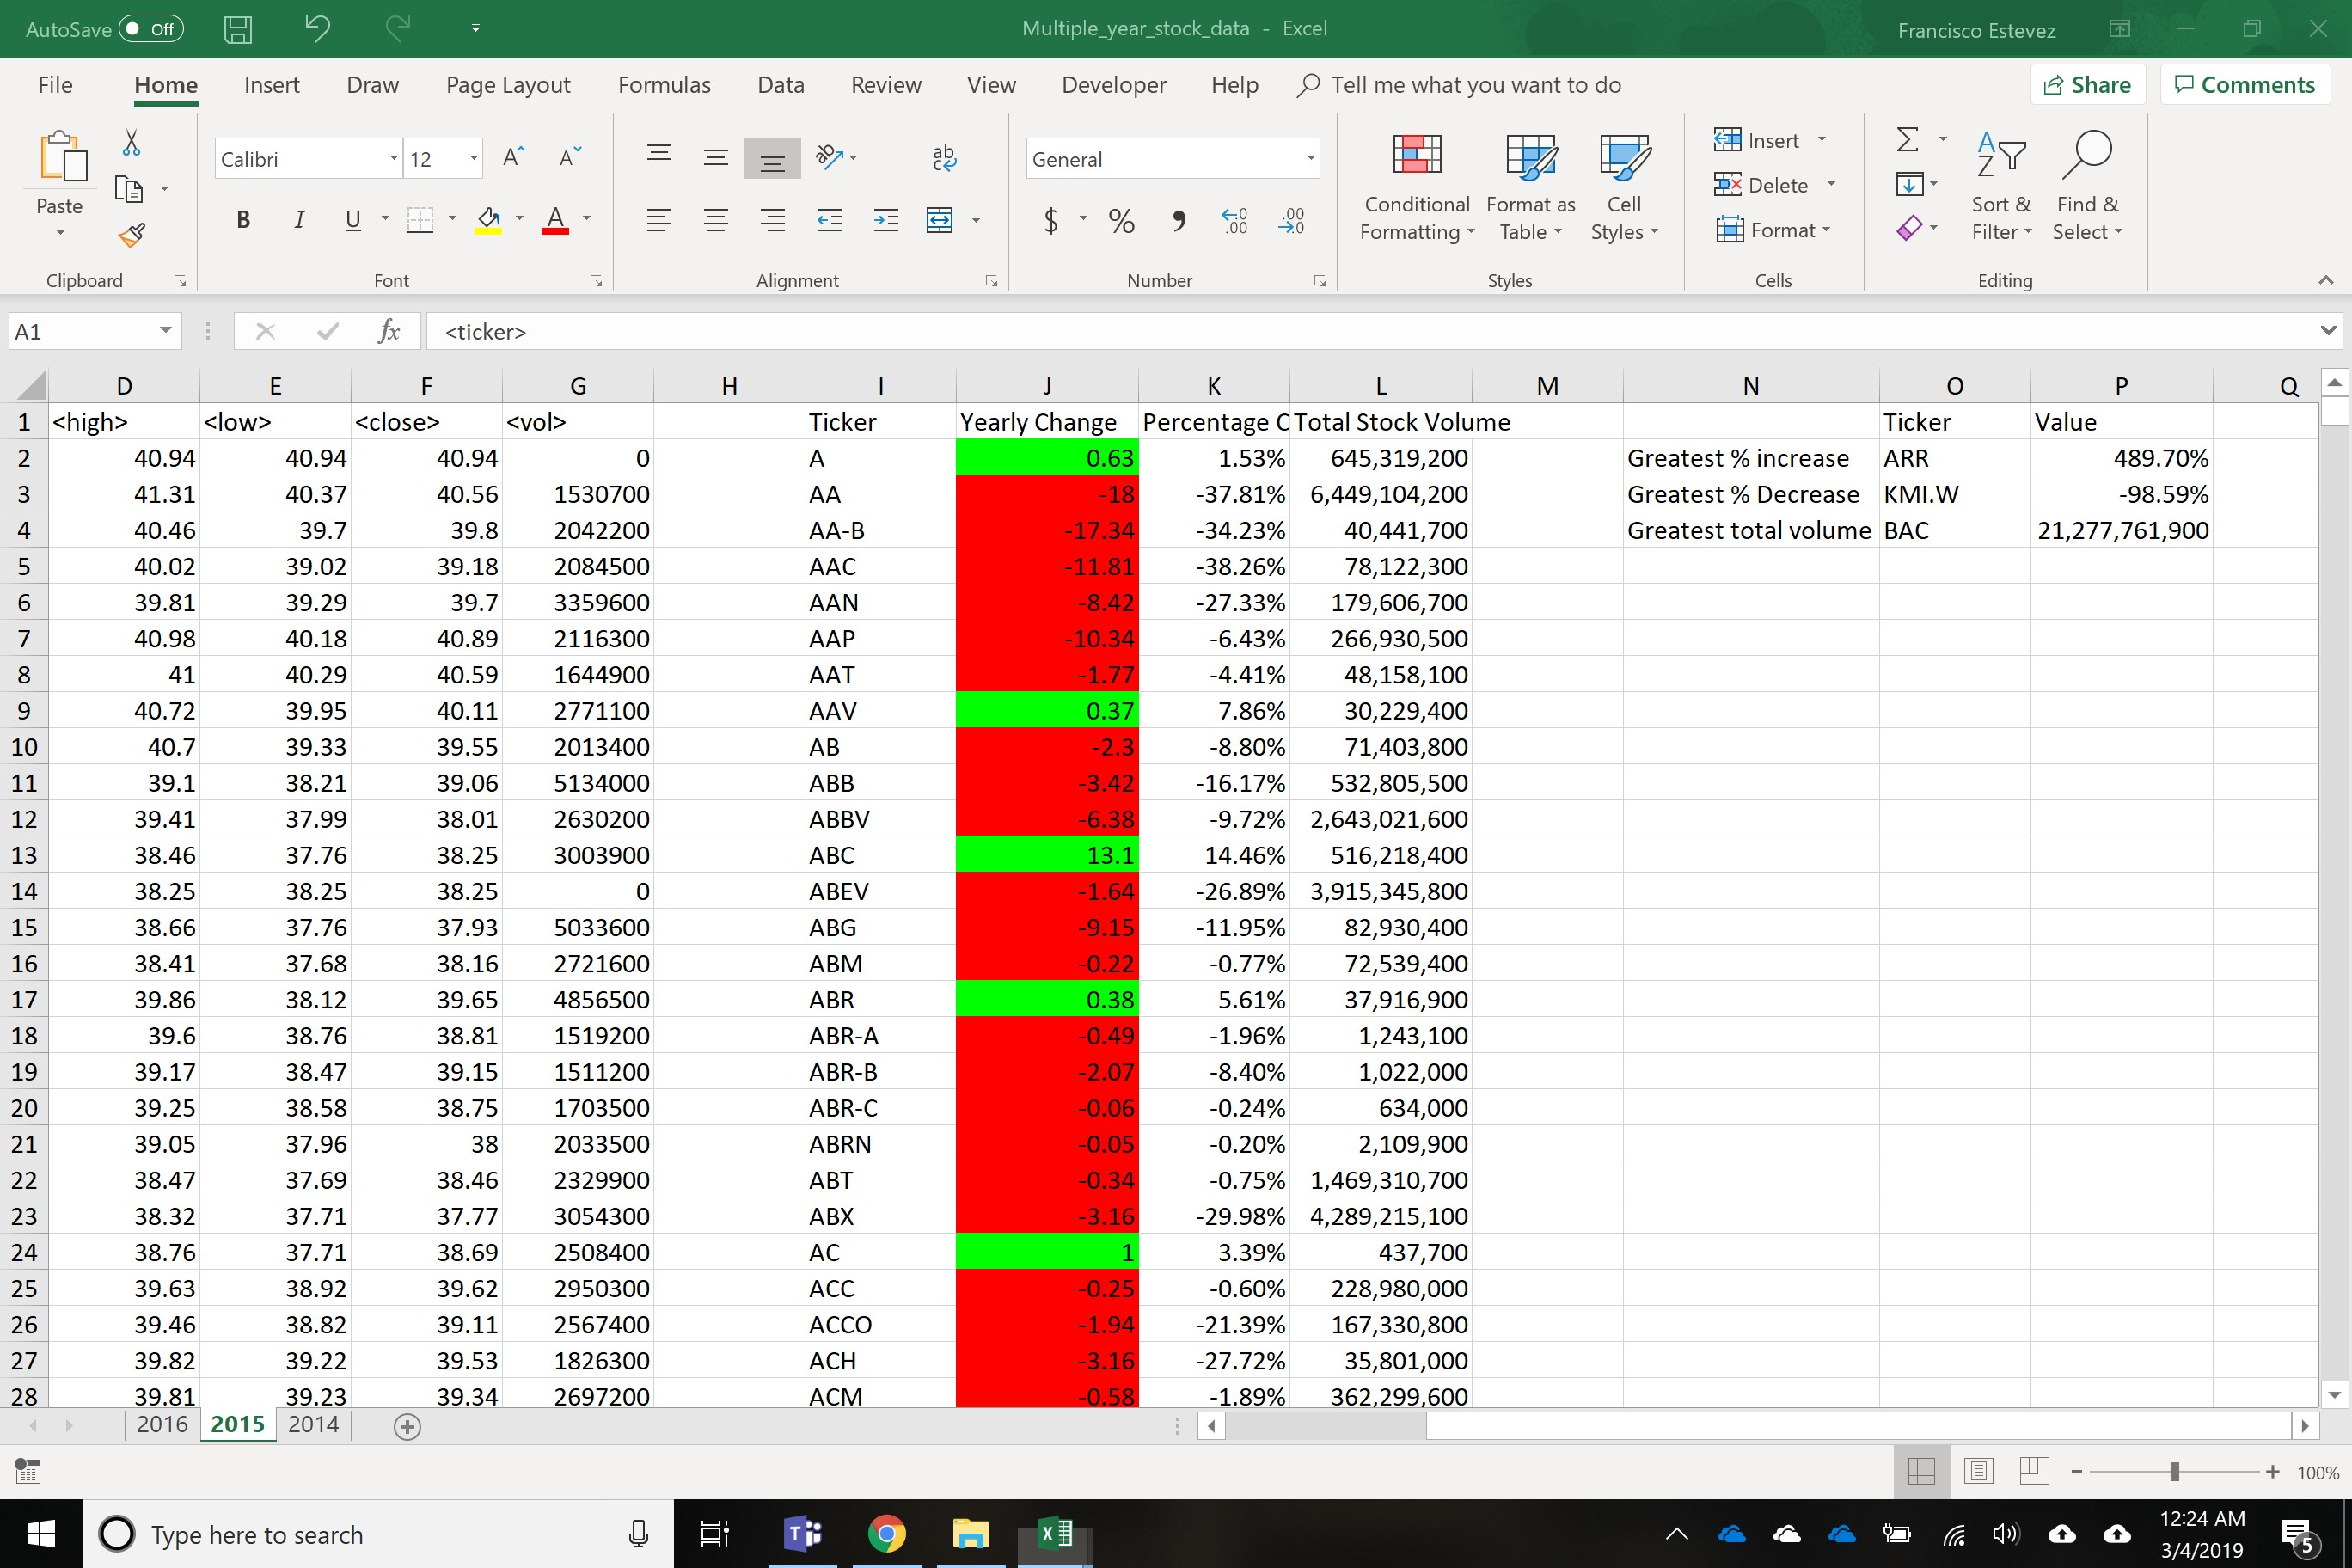 AutoSave Off Multiple_year_stock_data - Excel Francisco Estevez
File Home Insert Draw Page Layout Formulas Data Review View Developer Help Tell me what you want to do Share Comments
Paste Calibri 12 General Conditional Formatting Format as Table Cell Styles Insert Delete Format Sort & Filter Find & Select
Clipboard Font Alignment Number Styles Cells Editing
A1 fx <ticker>
D E F G H I J K L M N O P Q
1 <high> <low> <close> <vol> Ticker Yearly Change Percentage C Total Stock Volume Ticker Value
2 40.94 40.94 40.94 0 A 0.63 1.53% 645,319,200 Greatest % increase ARR 489.70%
3 41.31 40.37 40.56 1530700 AA -18 -37.81% 6,449,104,200 Greatest % Decrease KMI.W -98.59%
4 40.46 39.7 39.8 2042200 AA-B -17.34 -34.23% 40,441,700 Greatest total volume BAC 21,277,761,900
5 40.02 39.02 39.18 2084500 AAC -11.81 -38.26% 78,122,300
6 39.81 39.29 39.7 3359600 AAN -8.42 -27.33% 179,606,700
7 40.98 40.18 40.89 2116300 AAP -10.34 -6.43% 266,930,500
8 41 40.29 40.59 1644900 AAT -1.77 -4.41% 48,158,100
9 40.72 39.95 40.11 2771100 AAV 0.37 7.86% 30,229,400
10 40.7 39.33 39.55 2013400 AB -2.3 -8.80% 71,403,800
11 39.1 38.21 39.06 5134000 ABB -3.42 -16.17% 532,805,500
12 39.41 37.99 38.01 2630200 ABBV -6.38 -9.72% 2,643,021,600
13 38.46 37.76 38.25 3003900 ABC 13.1 14.46% 516,218,400
14 38.25 38.25 38.25 0 ABEV -1.64 -26.89% 3,915,345,800
15 38.66 37.76 37.93 5033600 ABG -9.15 -11.95% 82,930,400
16 38.41 37.68 38.16 2721600 ABM -0.22 -0.77% 72,539,400
17 39.86 38.12 39.65 4856500 ABR 0.38 5.61% 37,916,900
18 39.6 38.76 38.81 1519200 ABR-A -0.49 -1.96% 1,243,100
19 39.17 38.47 39.15 1511200 ABR-B -2.07 -8.40% 1,022,000
20 39.25 38.58 38.75 1703500 ABR-C -0.06 -0.24% 634,000
21 39.05 37.96 38 2033500 ABRN -0.05 -0.20% 2,109,900
22 38.47 37.69 38.46 2329900 ABT -0.34 -0.75% 1,469,310,700
23 38.32 37.71 37.77 3054300 ABX -3.16 -29.98% 4,289,215,100
24 38.76 37.71 38.69 2508400 AC 1 3.39% 437,700
25 39.63 38.92 39.62 2950300 ACC -0.25 -0.60% 228,980,000
26 39.46 38.82 39.11 2567400 ACCO -1.94 -21.39% 167,330,800
27 39.82 39.22 39.53 1826300 ACH -3.16 -27.72% 35,801,000
28 39.81 39.23 39.34 2697200 ACM -0.58 -1.89% 362,299,600
2016 2015 2014
100%
Type here to search 12:24 AM
3/4/2019 5